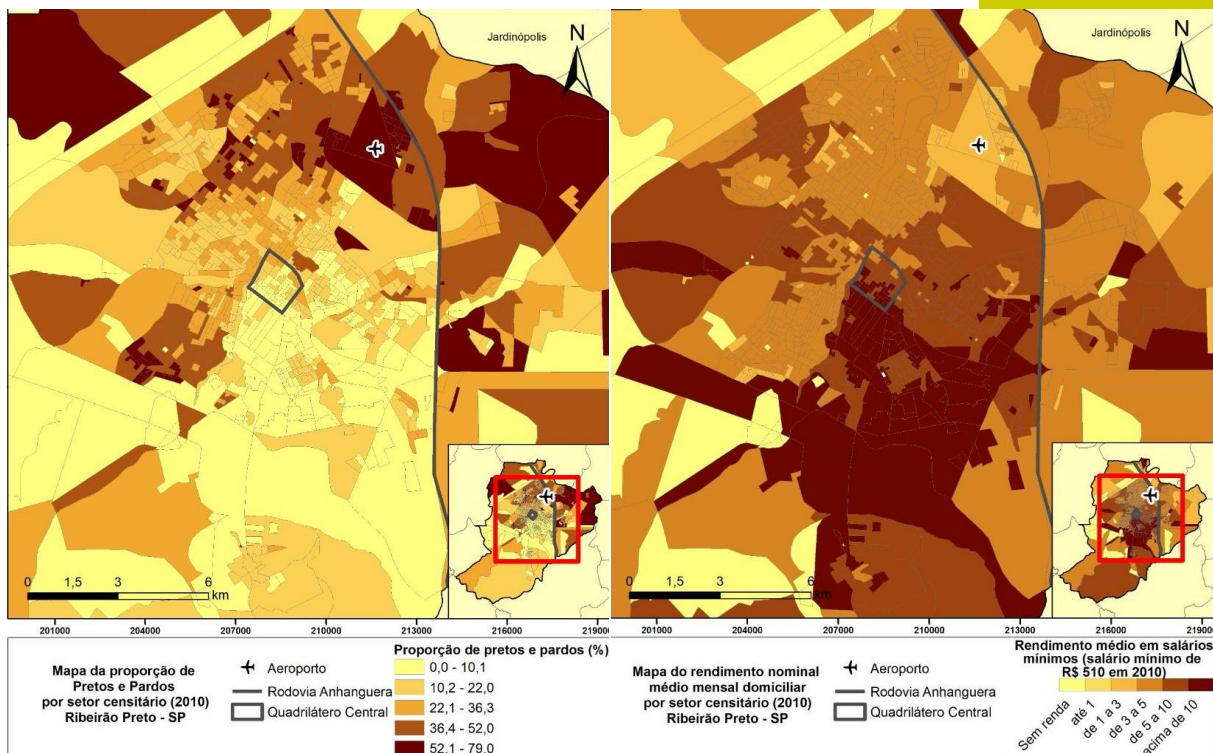 Jardinópolis
N
0 1,5 3 6
km
201000 204000 207000 210000 213000 216000 219000
Mapa da proporção de
Pretos e Pardos
por setor censitário (2010)
Ribeirão Preto - SP
Aeroporto
Rodovia Anhanguera
Quadrilátero Central
Proporção de pretos e pardos (%)
0,0 - 10,1
10,2 - 22,0
22,1 - 36,3
36,4 - 52,0
52,1 - 79,0
Jardinópolis
N
0 1,5 3 6
km
201000 204000 207000 210000 213000 216000
Mapa do rendimento nominal
médio mensal domiciliar
por setor censitário (2010)
Ribeirão Preto - SP
Aeroporto
Rodovia Anhanguera
Quadrilátero Central
Rendimento médio em salários
mínimos (salário mínimo de
R$ 510 em 2010)
Sem renda
até 1
de 1 a 3
de 3 a 5
de 5 a 10
acima de 10